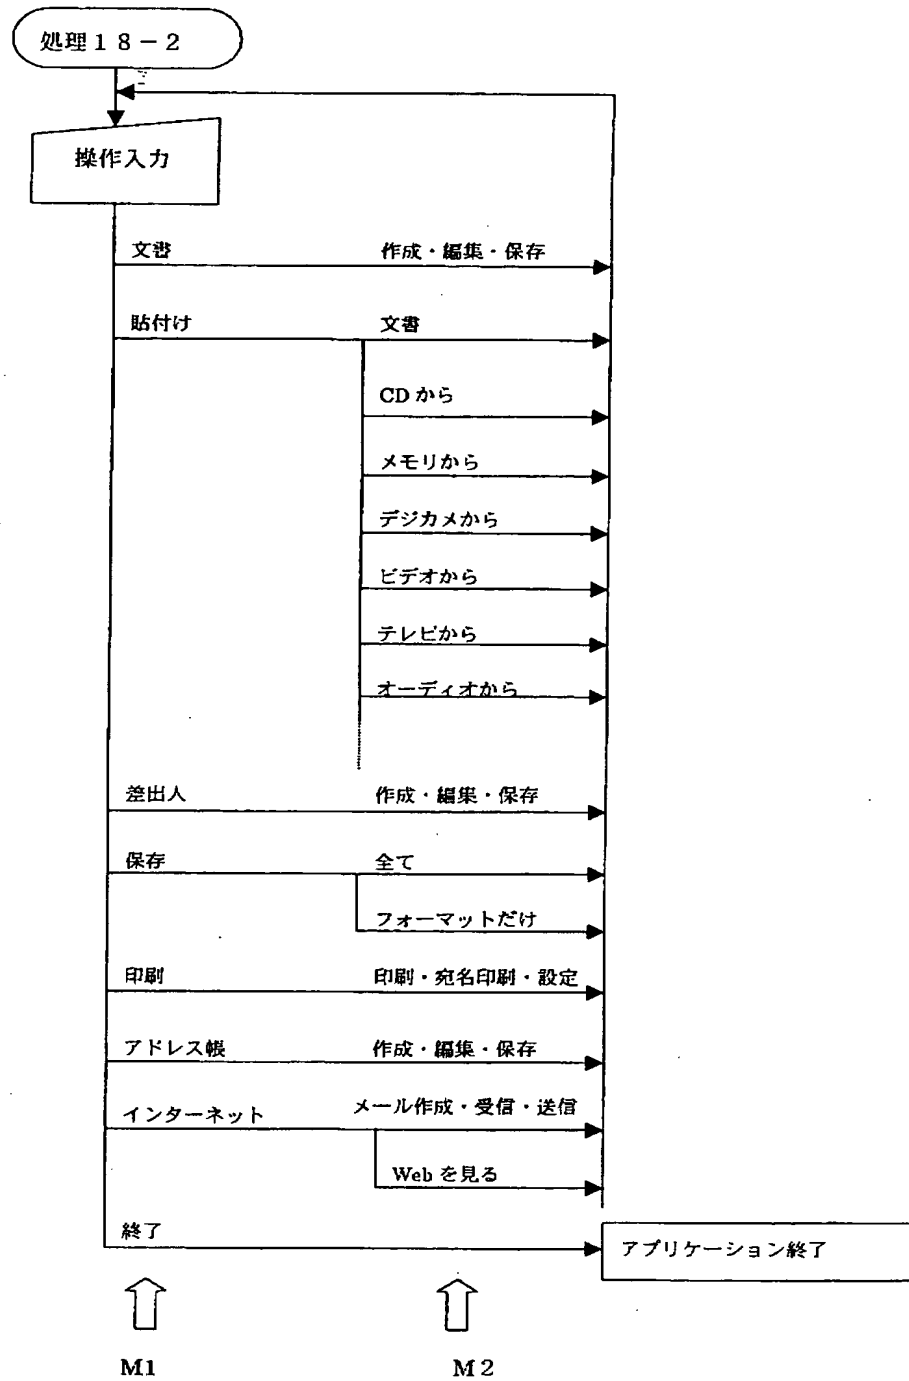 処理18-2
操作入力
文書 作成・編集・保存
貼付け 文書
CDから
メモリから
デジカメから
ビデオから
テレビから
オーディオから
差出人 作成・編集・保存
保存 全て
フォーマットだけ
印刷 印刷・宛名印刷・設定
アドレス帳 作成・編集・保存
インターネット メール作成・受信・送信
Webを見る
終了 アプリケーション終了
M1 M2